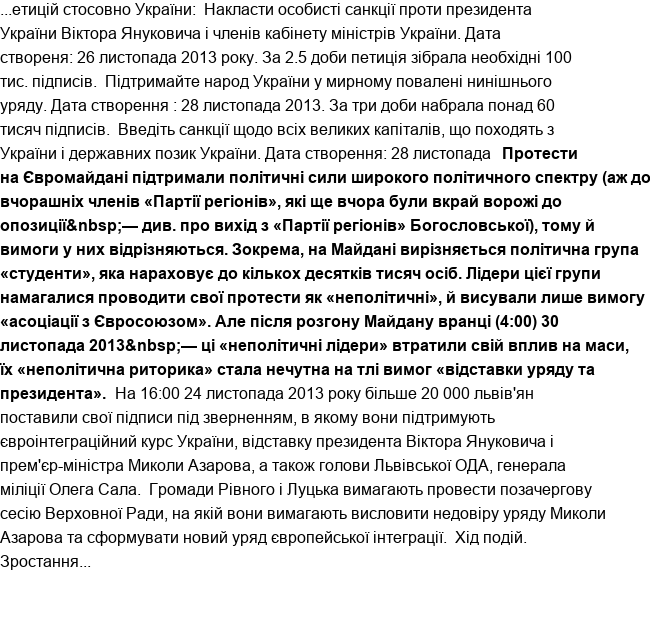 ...етицій стосовно України:  Накласти особисті санкції проти президента
України Віктора Януковича і членів кабінету міністрів України. Дата
створеня: 26 листопада 2013 року. За 2.5 доби петиція зібрала необхідні 100
тис. підписів.  Підтримайте народ України у мирному повалені нинішнього
уряду. Дата створення : 28 листопада 2013. За три доби набрала понад 60
тисяч підписів.  Введіть санкції щодо всіх великих капіталів, що походять з
України і державних позик України. Дата створення: 28 листопада   Протести
на Євромайдані підтримали політичні сили широкого політичного спектру (аж до
вчорашніх членів «Партії регіонів», які ще вчора були вкрай ворожі до
опозиції&nbsp;— див. про вихід з «Партії регіонів» Богословської), тому й
вимоги у них відрізняються. Зокрема, на Майдані вирізняється політична група
«студенти», яка нараховує до кількох десятків тисяч осіб. Лідери цієї групи
намагалися проводити свої протести як «неполітичні», й висували лише вимогу
«асоціації з Євросоюзом». Але після розгону Майдану вранці (4:00) 30
листопада 2013&nbsp;— ці «неполітичні лідери» втратили свій вплив на маси,
їх «неполітична риторика» стала нечутна на тлі вимог «відставки уряду та
президента».  На 16:00 24 листопада 2013 року більше 20 000 львів'ян
поставили свої підписи під зверненням, в якому вони підтримують
євроінтеграційний курс України, відставку президента Віктора Януковича і
прем'єр-міністра Миколи Азарова, а також голови Львівської ОДА, генерала
міліції Олега Сала.  Громади Рівного і Луцька вимагають провести позачергову
сесію Верховної Ради, на якій вони вимагають висловити недовіру уряду Миколи
Азарова та сформувати новий уряд європейської інтеграції.  Хід подій.
Зростання...